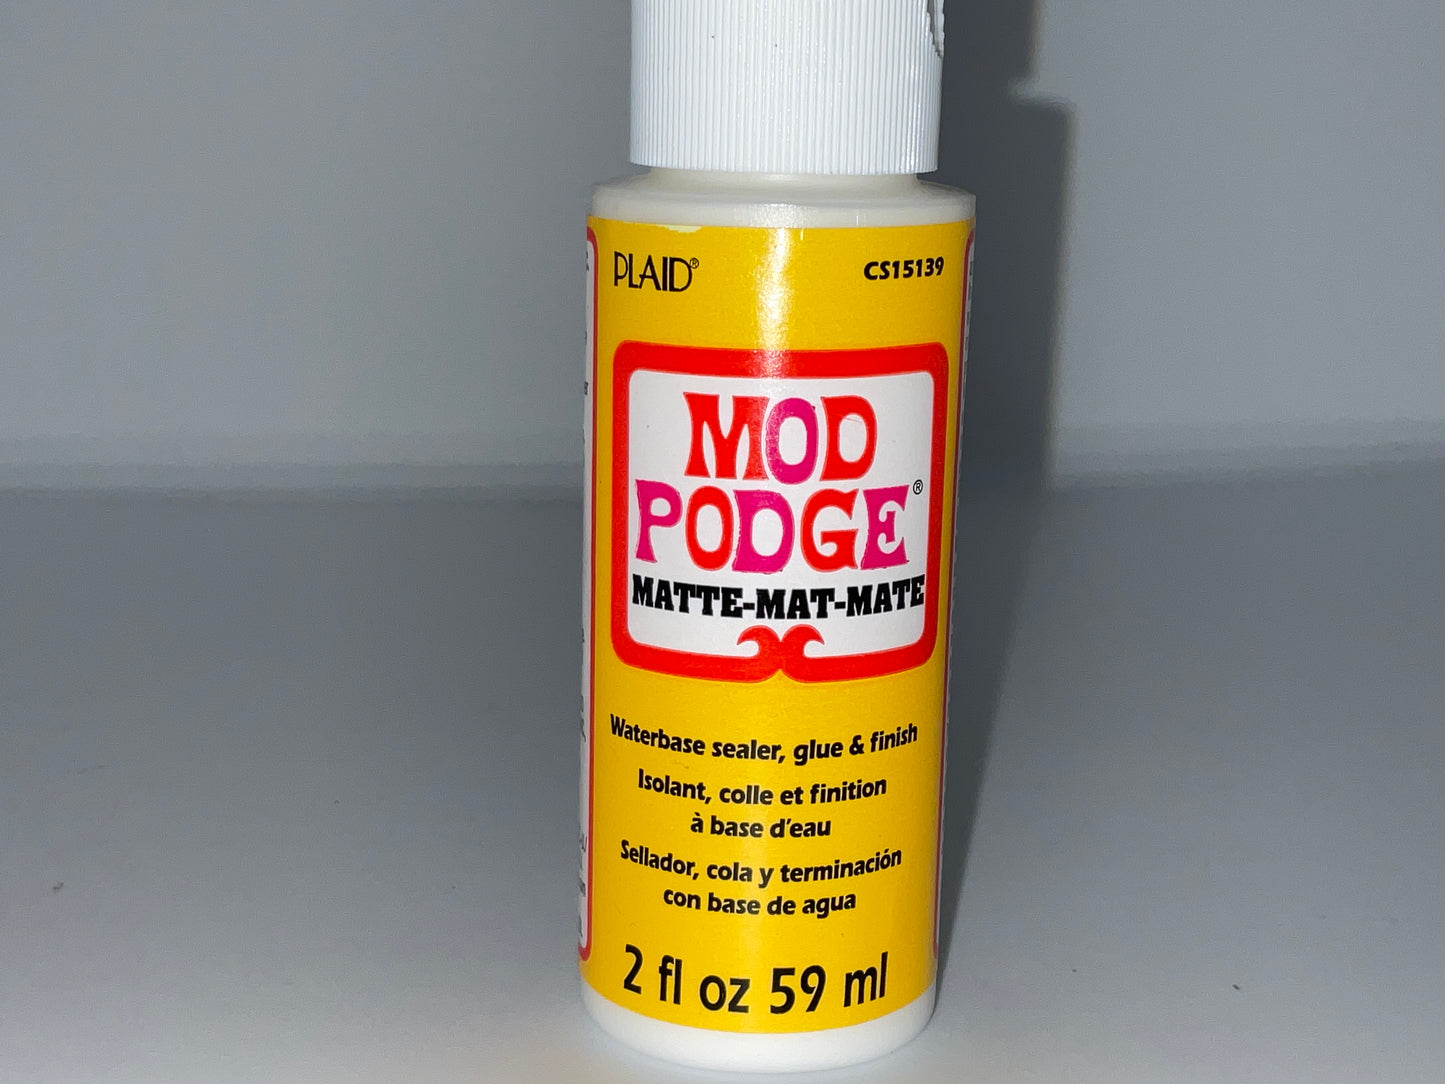 PLAID® CS15139
MOD
PODGE®
MATTE-MAT-MATE
Waterbase sealer, glue & finish
Isolant, colle et finition
à base d'eau
Sellador, cola y terminación
con base de agua
2 fl oz 59 ml